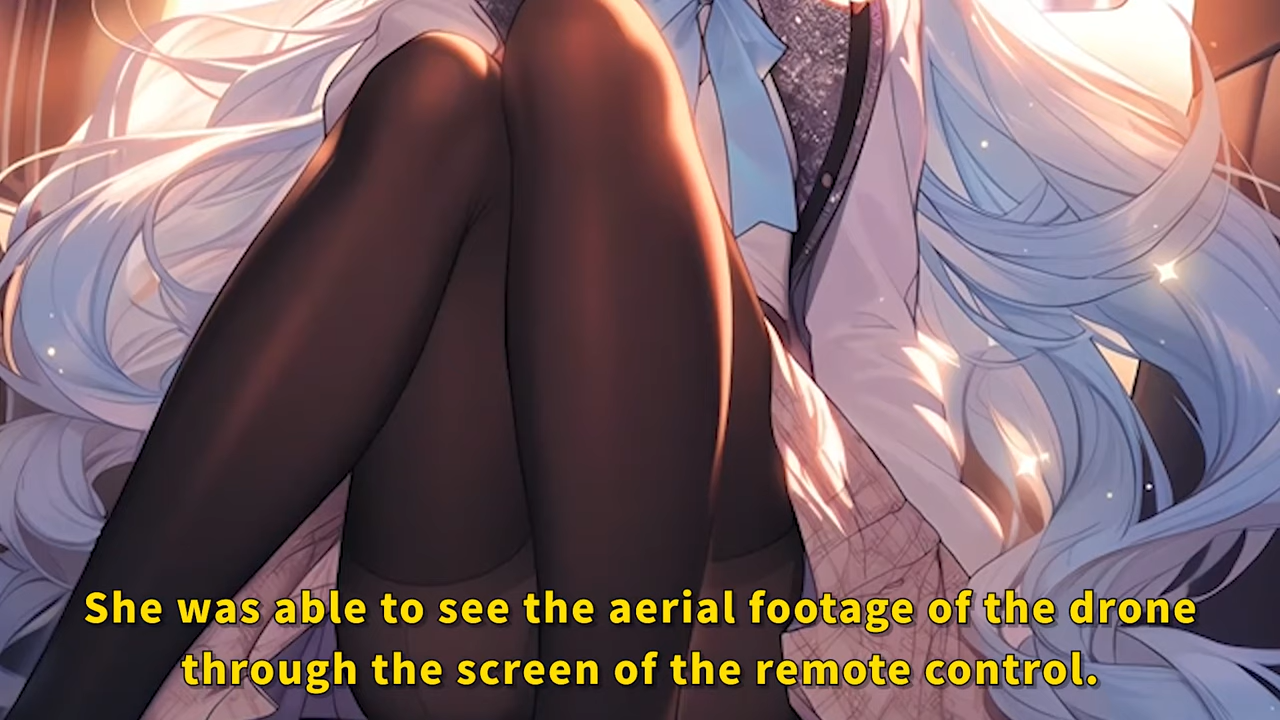 She was able to see the aerial footage of the drone
through the screen of the remote control.